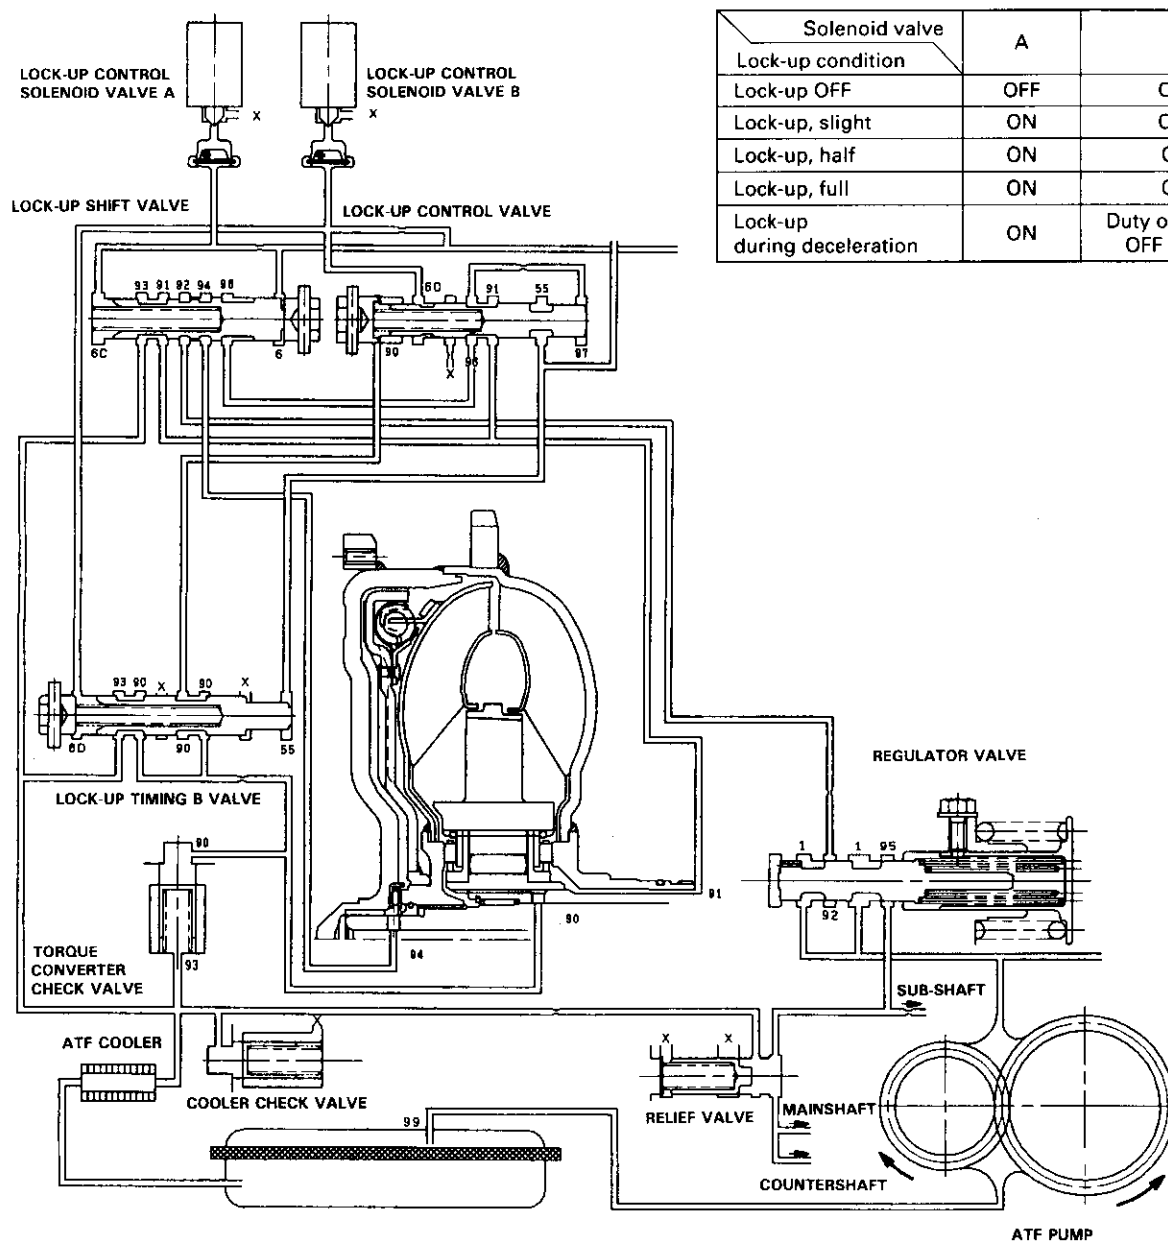 LOCK-UP CONTROL
SOLENOID VALVE A
LOCK-UP CONTROL
SOLENOID VALVE B
X
X
Solenoid valve
Lock-up condition
A
Lock-up OFF
OFF
Lock-up, slight
ON
Lock-up, half
ON
Lock-up, full
ON
Lock-up
during deceleration
ON
Duty
OFF
LOCK-UP SHIFT VALVE
LOCK-UP CONTROL VALVE
93 91 92 94 96
6D 91 55
6C 6
90 X 96 97
93 90 X 90 X
6D 90 55
LOCK-UP TIMING B VALVE
REGULATOR VALVE
90
1 1 95
92
91
90
94
93
TORQUE
CONVERTER
CHECK VALVE
SUB-SHAFT
ATF COOLER
X
COOLER CHECK VALVE
X X
RELIEF VALVE
MAINSHAFT
99
COUNTERSHAFT
ATF PUMP